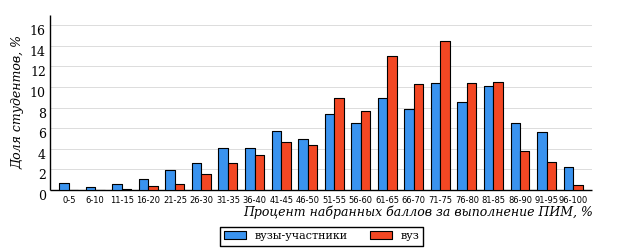 Доля студентов, %
16
14
12
10
8
6
4
2
0
0-5 6-10 11-15 16-20 21-25 26-30 31-35 36-40 41-45 46-50 51-55 56-60 61-65 66-70 71-75 76-80 81-85 86-90 91-95 96-100
Процент набранных баллов за выполнение ПИМ, %
вузы-участники вуз